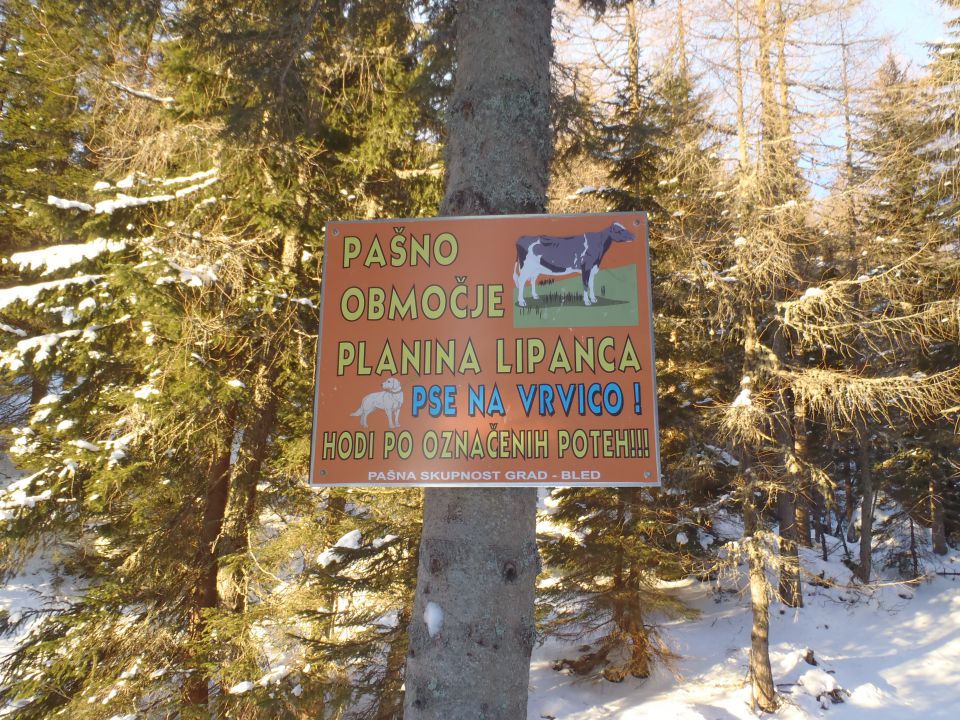 PAŠNO
OBMOČJE
PLANINA LIPANCA
PSE NA VRVICO !
HODI PO OZNAČENIH POTEH!!!
PAŠNA SKUPNOST GRAD - BLED